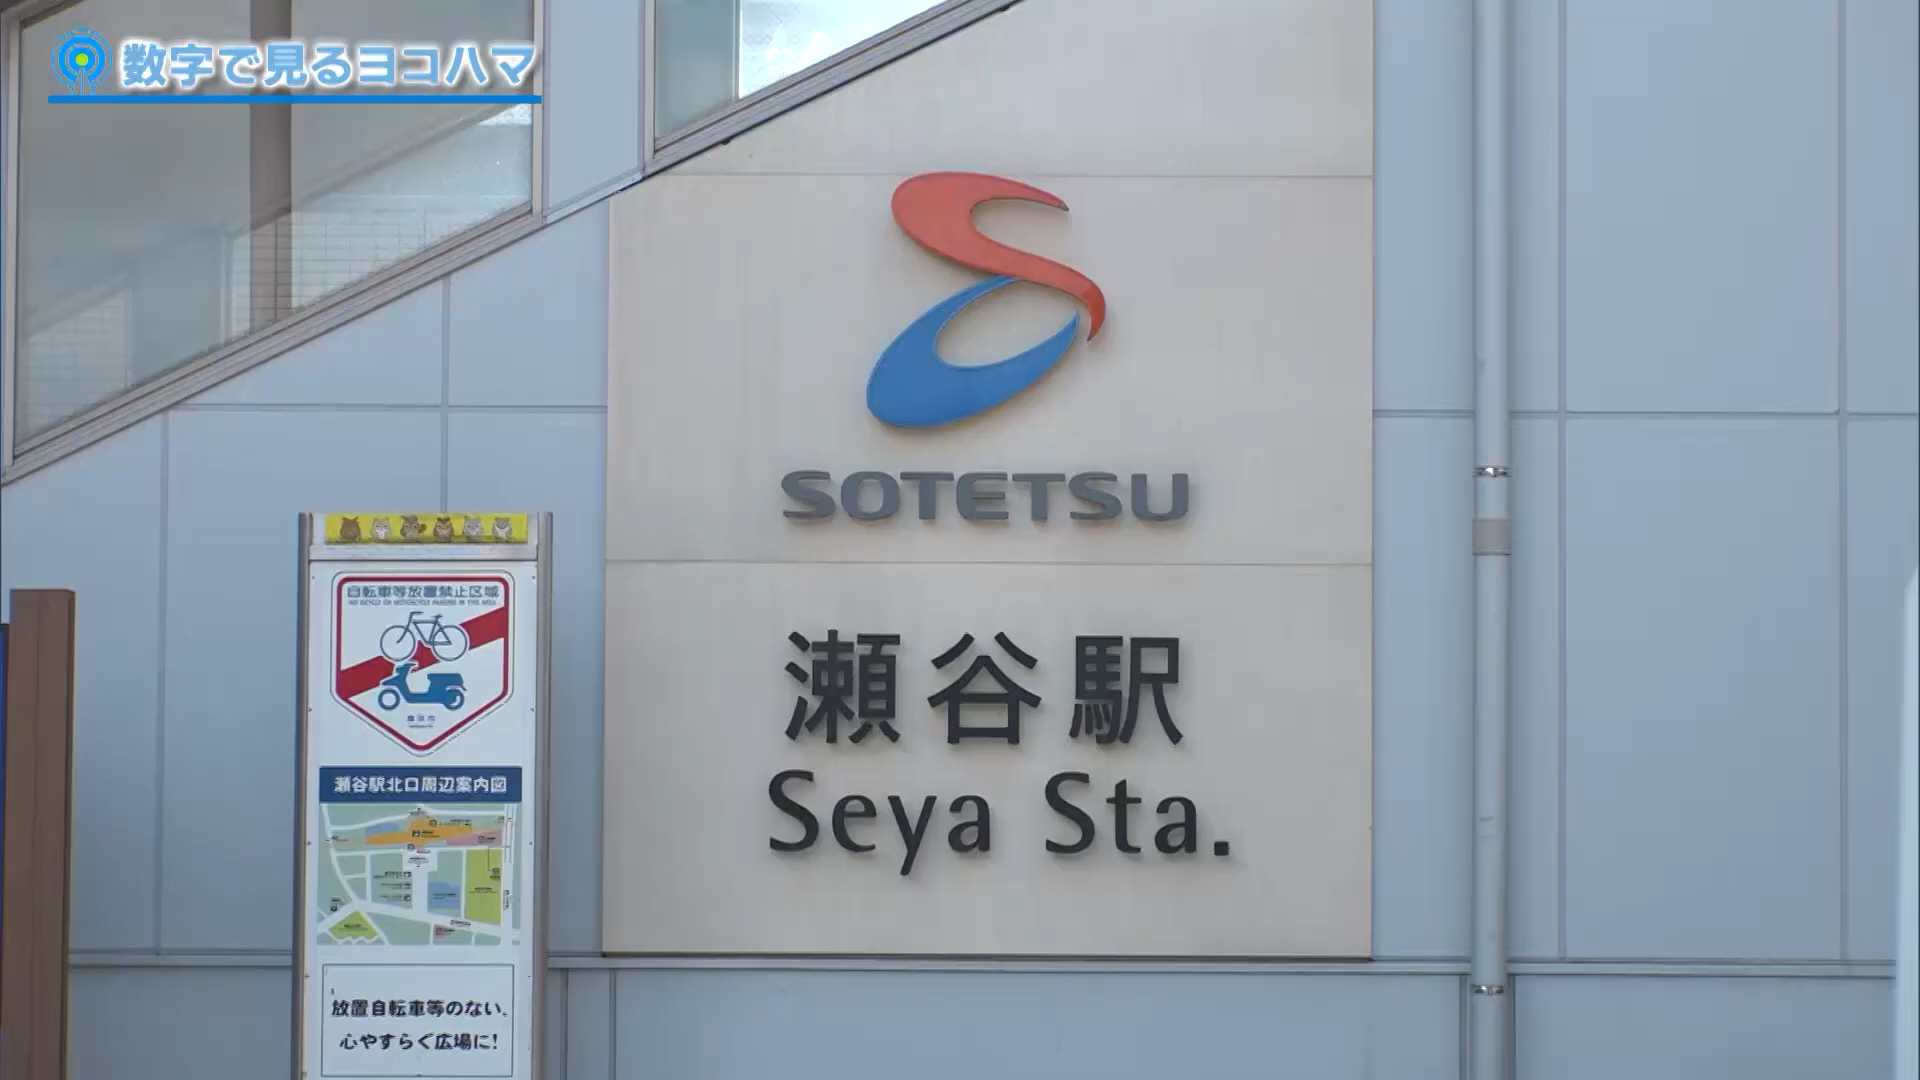 数字で見るヨコハマ
SOTETSU
瀬谷駅
Seya Sta.
自転車等放置禁止区域
瀬谷駅北口周辺案内図
放置自転車等のない、
心やすらぐ広場に!